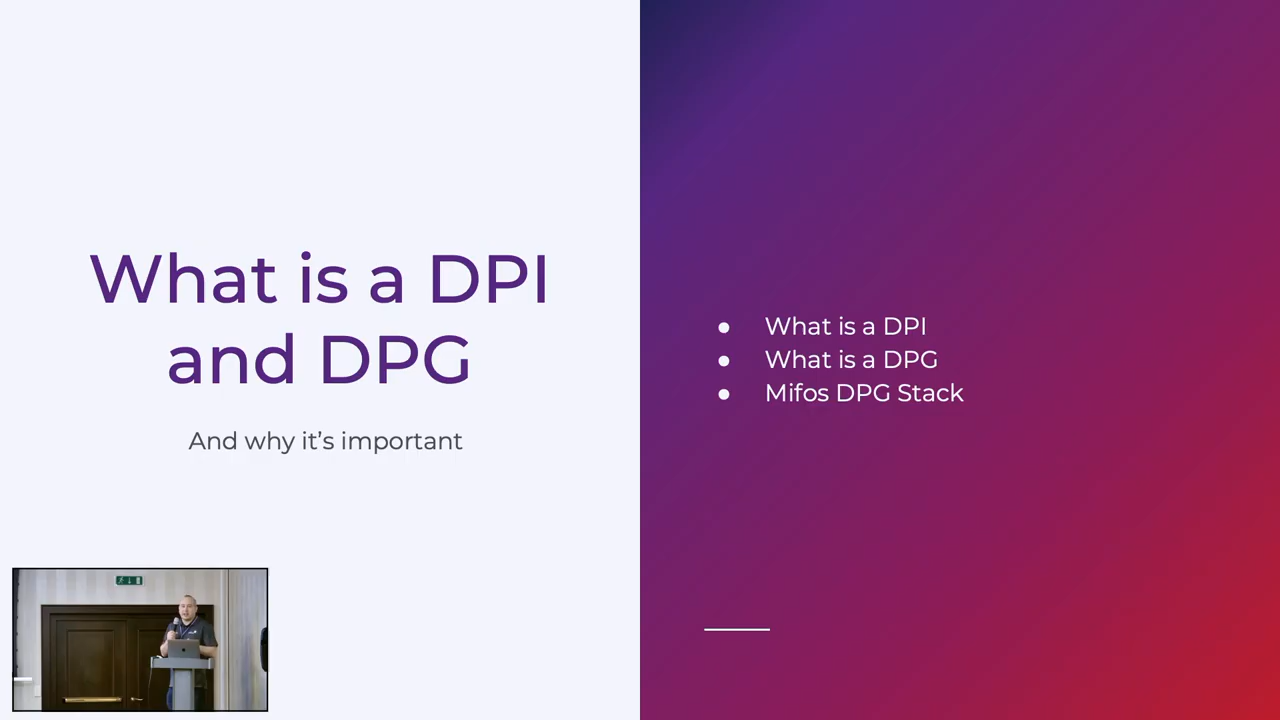 What is a DPI
and DPG
And why it's important
● What is a DPI
● What is a DPG
● Mifos DPG Stack